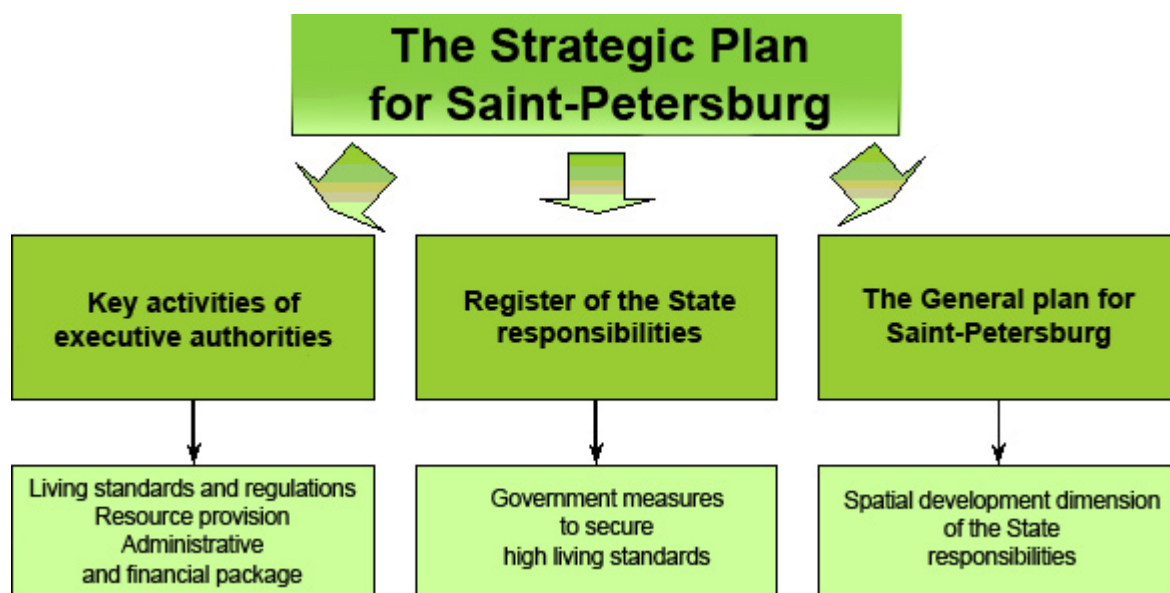 The Strategic Plan
for Saint-Petersburg
Key activities of
executive authorities
Register of the State
responsibilities
The General plan for
Saint-Petersburg
Living standards and regulations
Resource provision
Administrative
and financial package
Government measures
to secure
high living standards
Spatial development dimension
of the State
responsibilities